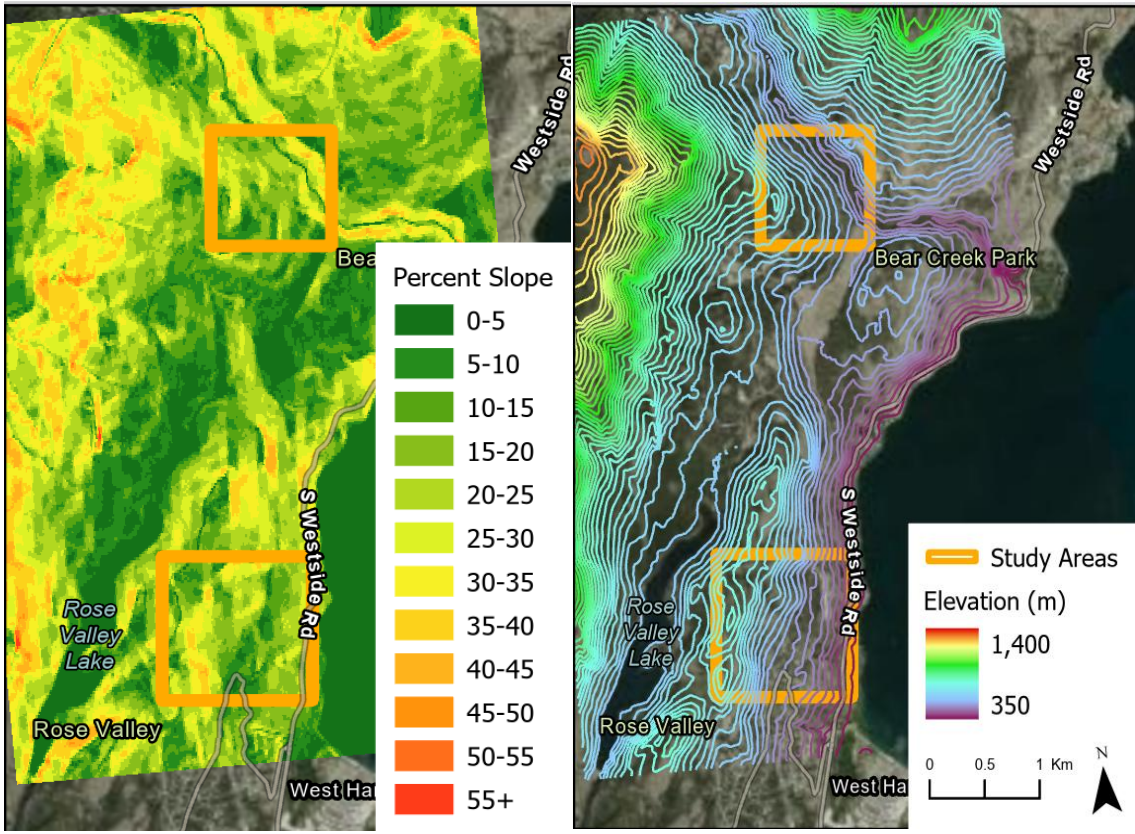 Westside Rd
Bea
Percent Slope
0-5
5-10
10-15
15-20
20-25
25-30
30-35
35-40
40-45
45-50
50-55
55+
S Westside Rd
Rose
Valley
Lake
Rose Valley
West Har
Westside Rd
Bear Creek Park
S Westside Rd
Rose
Valley
Lake
Rose Valley
West Ha
Study Areas
Elevation (m)
1,400
350
0 0.5 1 Km
N